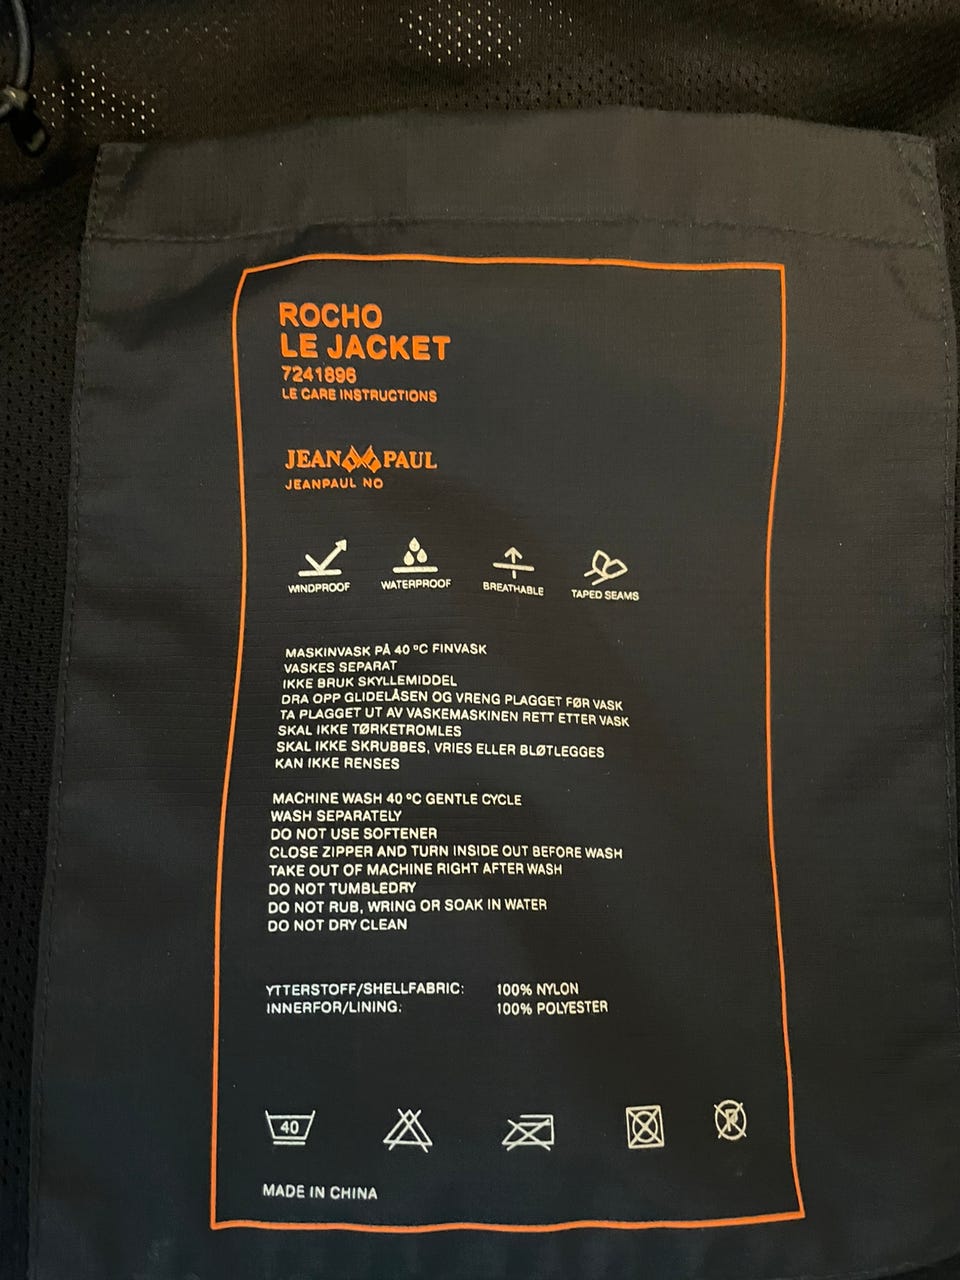 ROCHO
LE JACKET
7241896
LE CARE INSTRUCTIONS
JEAN PAUL
JEANPAUL NO
WINDPROOF WATERPROOF BREATHABLE TAPED SEAMS
MASKINVASK PÅ 40 ºC FINVASK
VASKES SEPARAT
IKKE BRUK SKYLLEMIDDEL
DRA OPP GLIDELÅSEN OG VRENG PLAGGET FØR VASK
TA PLAGGET UT AV VASKEMASKINEN RETT ETTER VASK
SKAL IKKE TØRKETROMLES
SKAL IKKE SKRUBBES, VRIES ELLER BLØTLEGGES
KAN IKKE RENSES
MACHINE WASH 40 ºC GENTLE CYCLE
WASH SEPARATELY
DO NOT USE SOFTENER
CLOSE ZIPPER AND TURN INSIDE OUT BEFORE WASH
TAKE OUT OF MACHINE RIGHT AFTER WASH
DO NOT TUMBLEDRY
DO NOT RUB, WRING OR SOAK IN WATER
DO NOT DRY CLEAN
YTTERSTOFF/SHELLFABRIC: 100% NYLON
INNERFOR/LINING: 100% POLYESTER
40 P
MADE IN CHINA